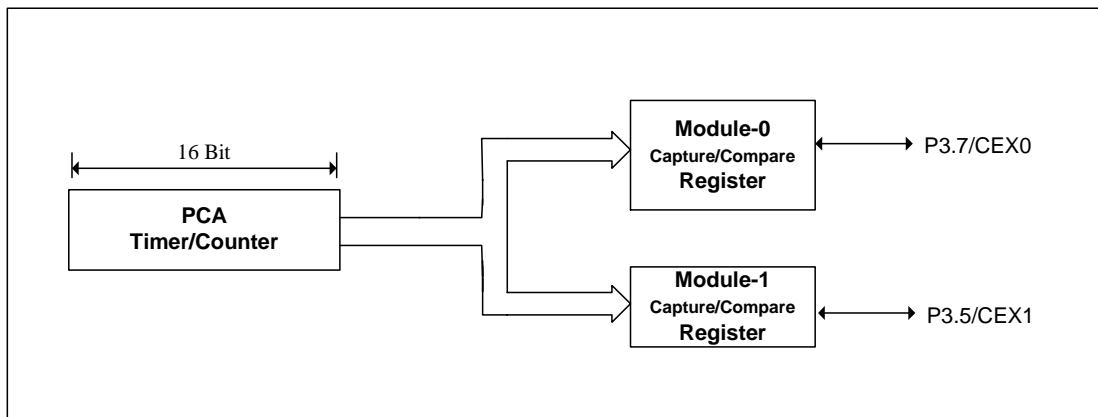 16 Bit
PCA
Timer/Counter
Module-0
Capture/Compare
Register
P3.7/CEX0
Module-1
Capture/Compare
Register
P3.5/CEX1